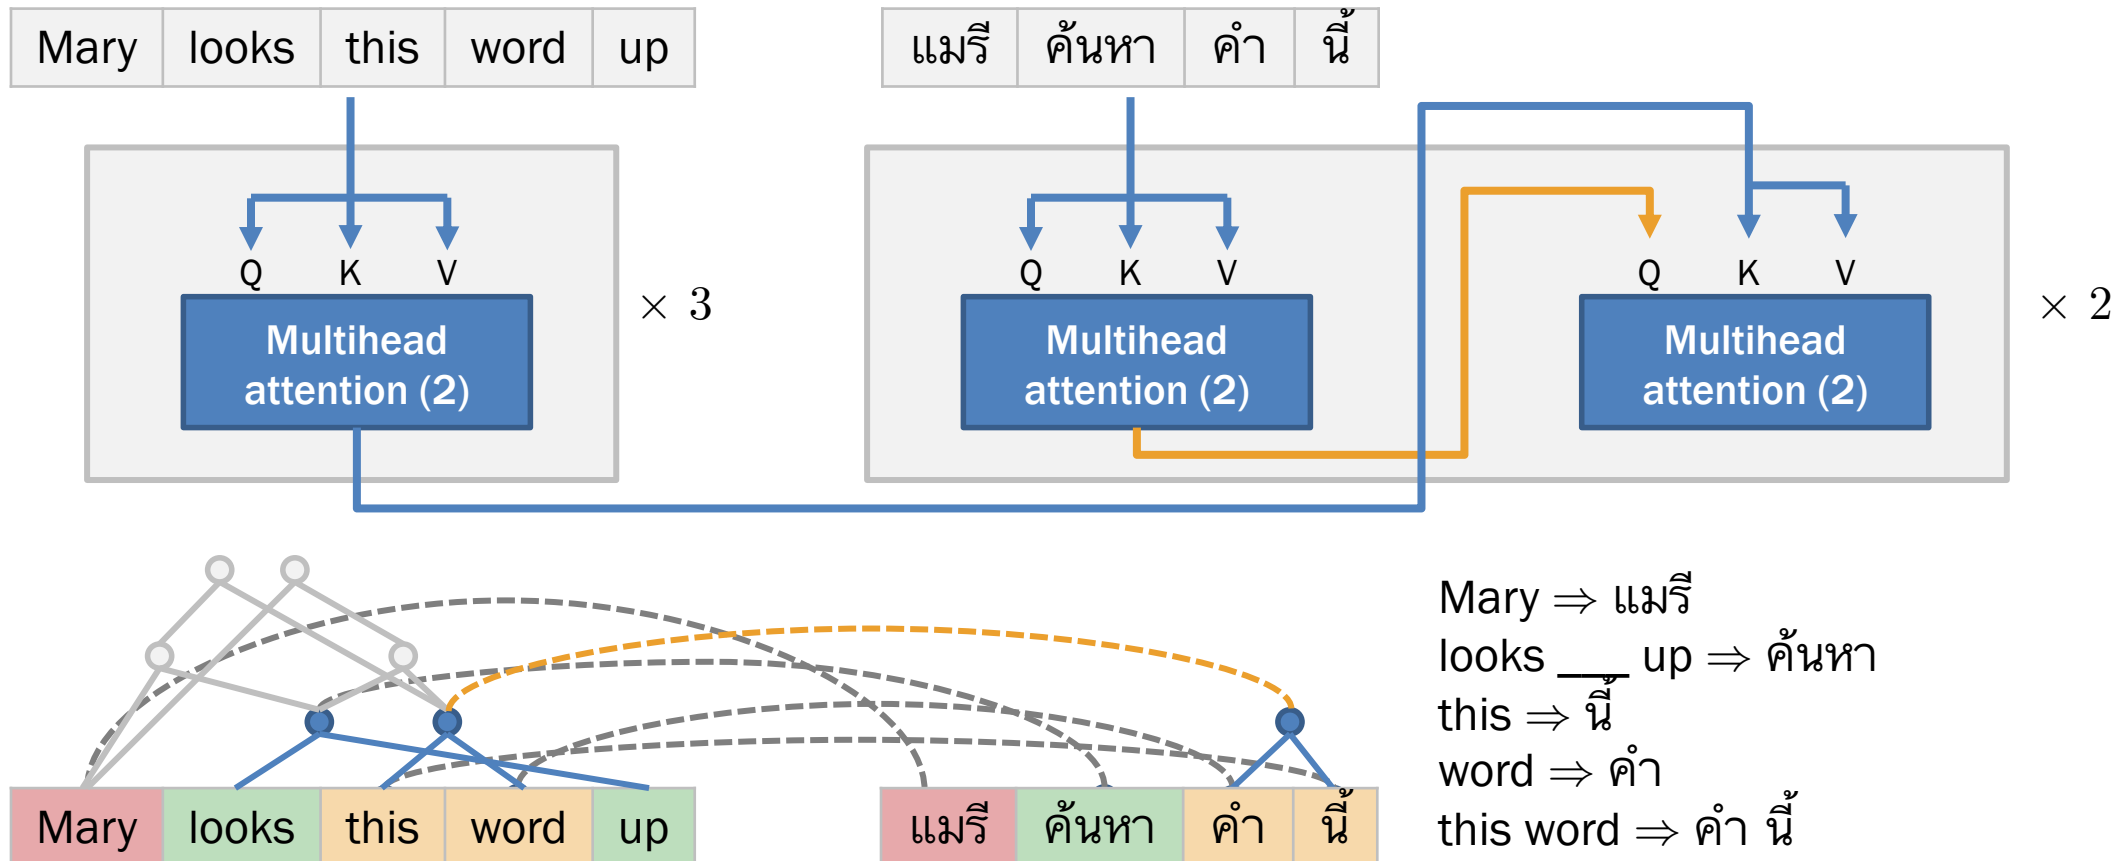 Mary looks this word up
แมรี ค้นหา คำ นี้
Q K V
Multihead
attention (2)
× 3
Q K V
Multihead
attention (2)
Q K V
Multihead
attention (2)
× 2
Mary looks this word up
แมรี ค้นหา คำ นี้
Mary ⇒ แมรี
looks ___ up ⇒ ค้นหา
this ⇒ นี้
word ⇒ คำ
this word ⇒ คำ นี้